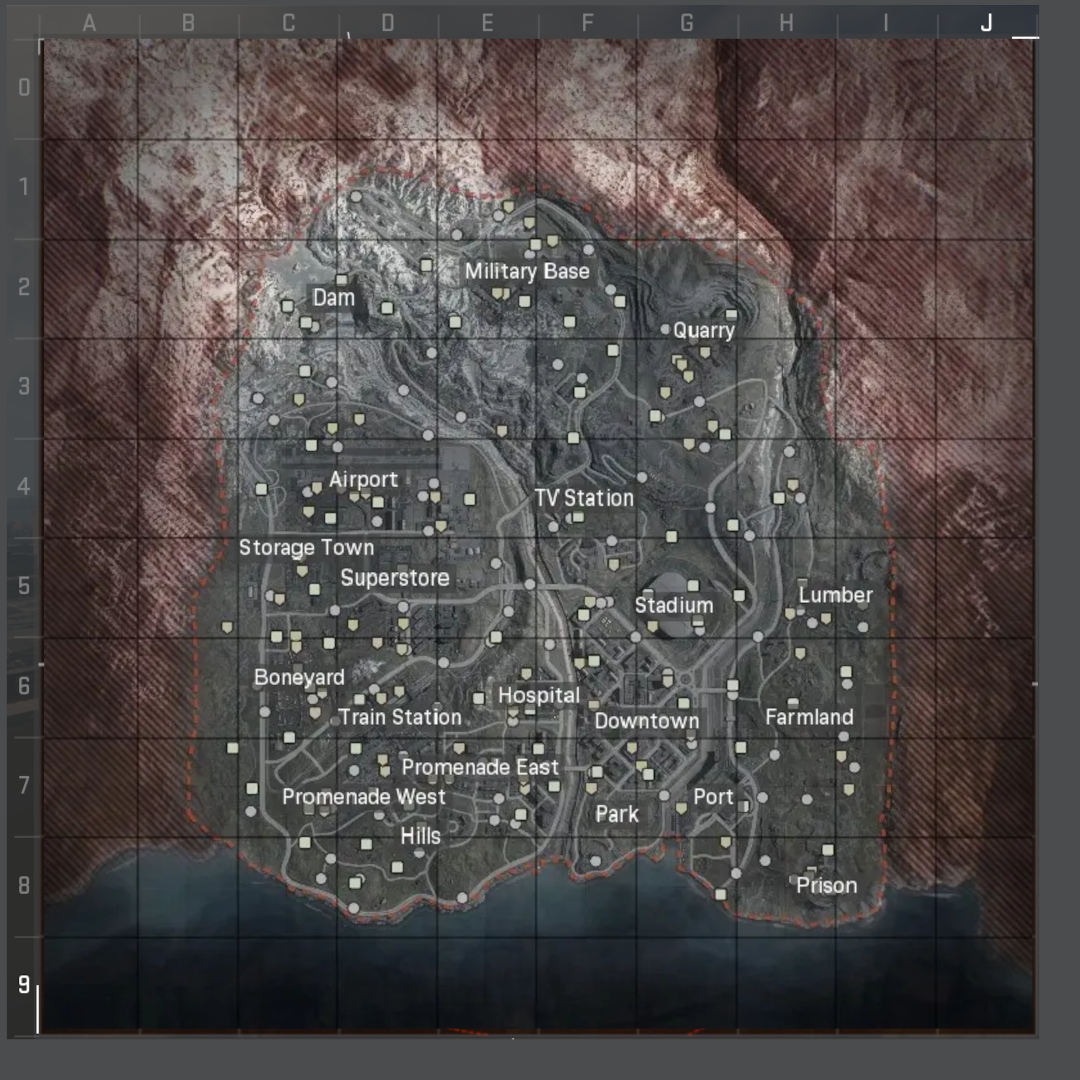 A B C D E F G H I J
0
1
Military Base
2
Dam
Quarry
3
Airport
4
TV Station
Storage Town
Superstore
5
Lumber
Stadium
Boneyard
6
Hospital
Train Station
Downtown
Farmland
Promenade East
7
Promenade West
Port
Park
Hills
8
Prison
9